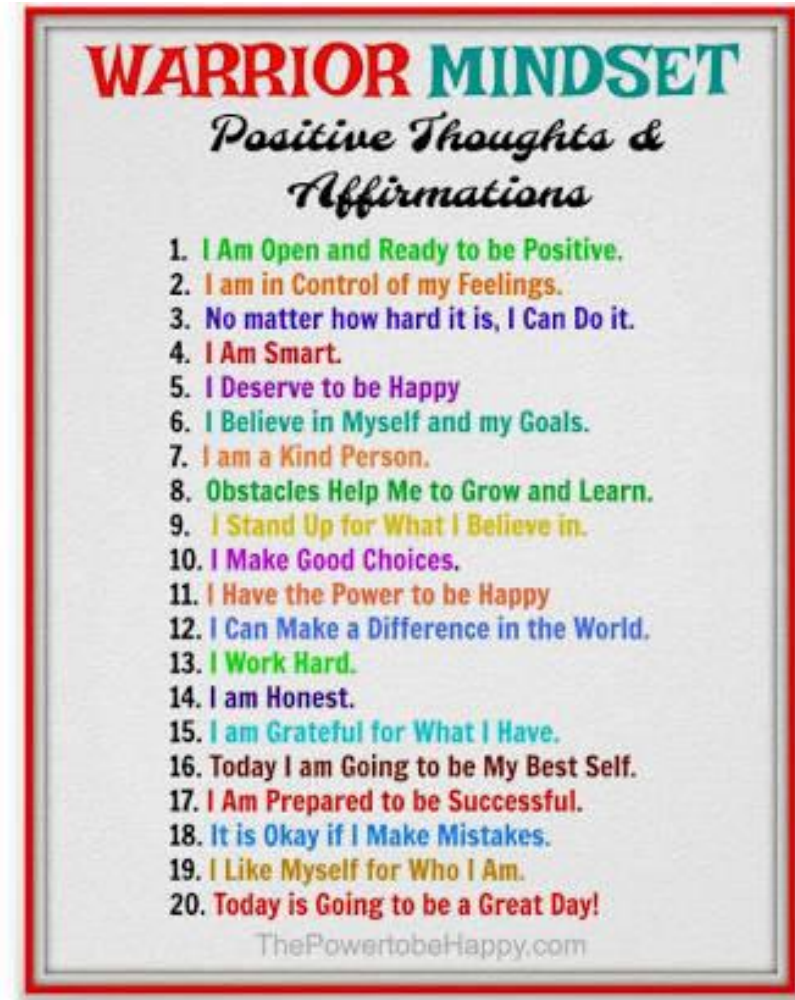 WARRIOR MINDSET
Positive Thoughts &
Affirmations
1. I Am Open and Ready to be Positive.
2. I am in Control of my Feelings.
3. No matter how hard it is, I Can Do it.
4. I Am Smart.
5. I Deserve to be Happy
6. I Believe in Myself and my Goals.
7. I am a Kind Person.
8. Obstacles Help Me to Grow and Learn.
9. I Stand Up for What I Believe in.
10. I Make Good Choices.
11. I Have the Power to be Happy
12. I Can Make a Difference in the World.
13. I Work Hard.
14. I am Honest.
15. I am Grateful for What I Have.
16. Today I am Going to be My Best Self.
17. I Am Prepared to be Successful.
18. It is Okay if I Make Mistakes.
19. I Like Myself for Who I Am.
20. Today is Going to be a Great Day!
ThePowertobeHappy.com